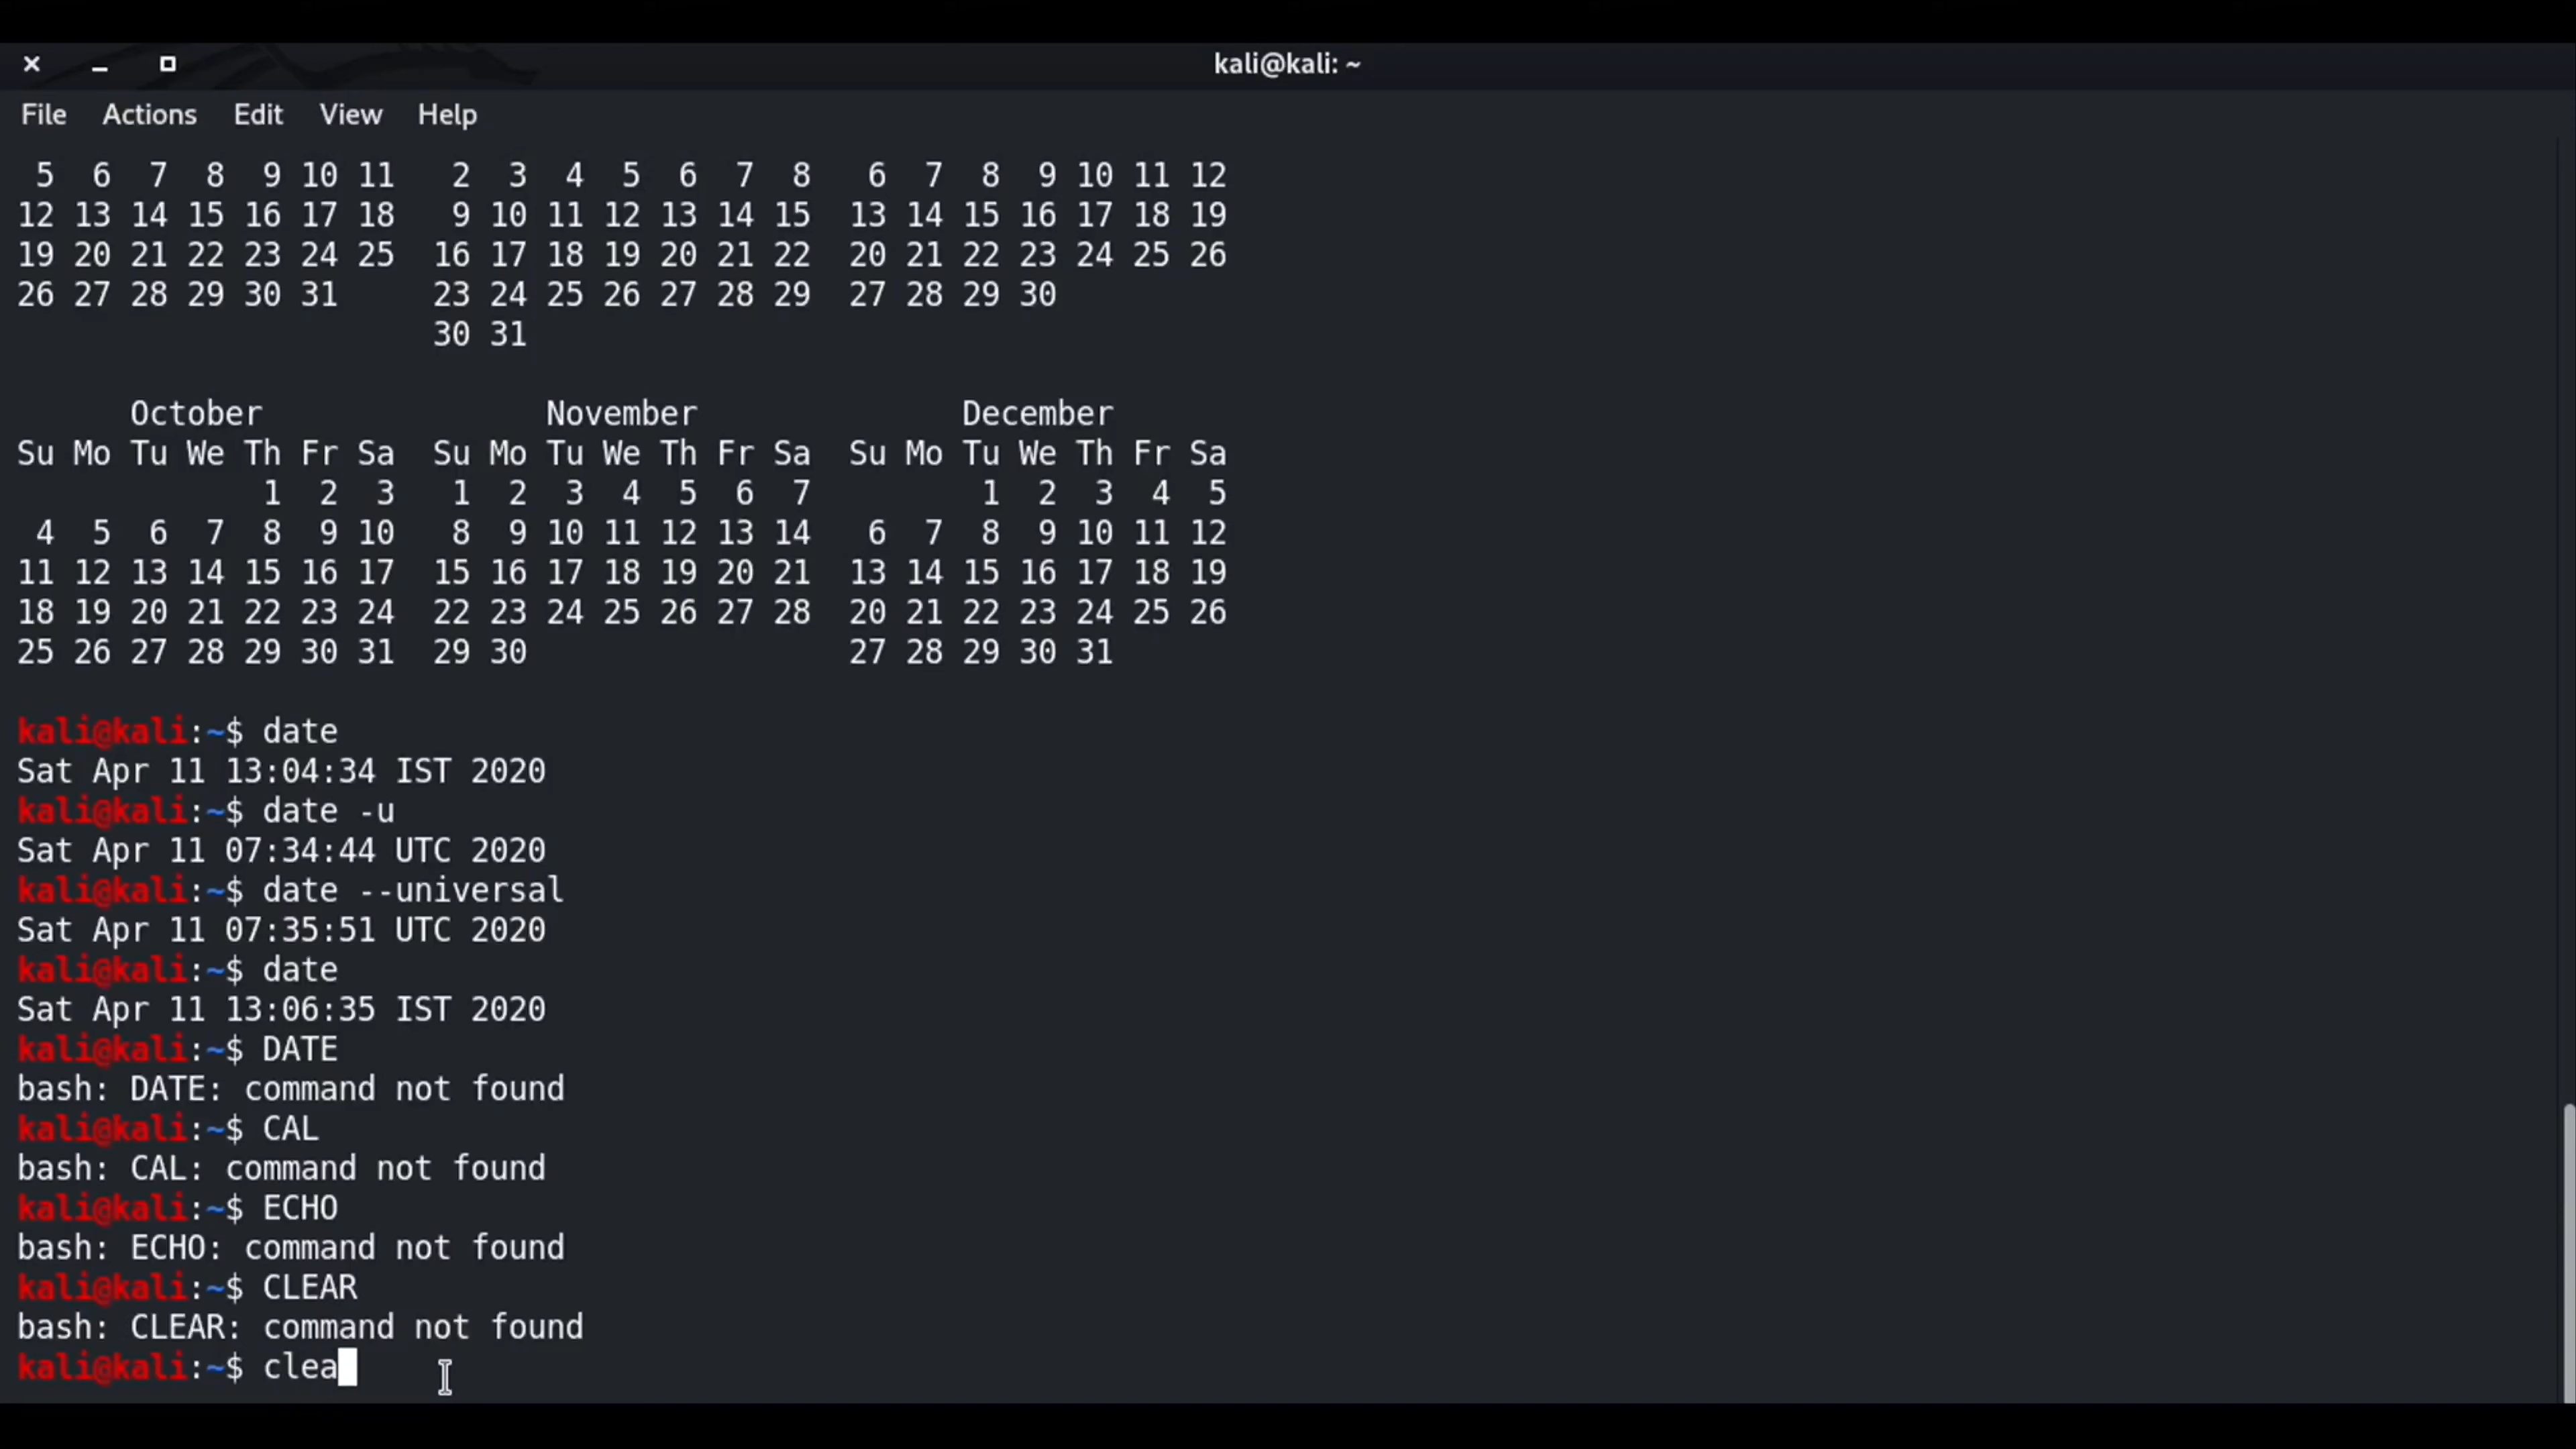 kali@kali: ~
File Actions Edit View Help
 5  6  7  8  9 10 11   2  3  4  5  6  7  8   6  7  8  9 10 11 12
12 13 14 15 16 17 18   9 10 11 12 13 14 15  13 14 15 16 17 18 19
19 20 21 22 23 24 25  16 17 18 19 20 21 22  20 21 22 23 24 25 26
26 27 28 29 30 31     23 24 25 26 27 28 29  27 28 29 30
                      30 31
      October               November              December
Su Mo Tu We Th Fr Sa  Su Mo Tu We Th Fr Sa  Su Mo Tu We Th Fr Sa
             1  2  3   1  2  3  4  5  6  7         1  2  3  4  5
 4  5  6  7  8  9 10   8  9 10 11 12 13 14   6  7  8  9 10 11 12
11 12 13 14 15 16 17  15 16 17 18 19 20 21  13 14 15 16 17 18 19
18 19 20 21 22 23 24  22 23 24 25 26 27 28  20 21 22 23 24 25 26
25 26 27 28 29 30 31  29 30                 27 28 29 30 31
kali@kali:~$ date
Sat Apr 11 13:04:34 IST 2020
kali@kali:~$ date -u
Sat Apr 11 07:34:44 UTC 2020
kali@kali:~$ date --universal
Sat Apr 11 07:35:51 UTC 2020
kali@kali:~$ date
Sat Apr 11 13:06:35 IST 2020
kali@kali:~$ DATE
bash: DATE: command not found
kali@kali:~$ CAL
bash: CAL: command not found
kali@kali:~$ ECHO
bash: ECHO: command not found
kali@kali:~$ CLEAR
bash: CLEAR: command not found
kali@kali:~$ clea